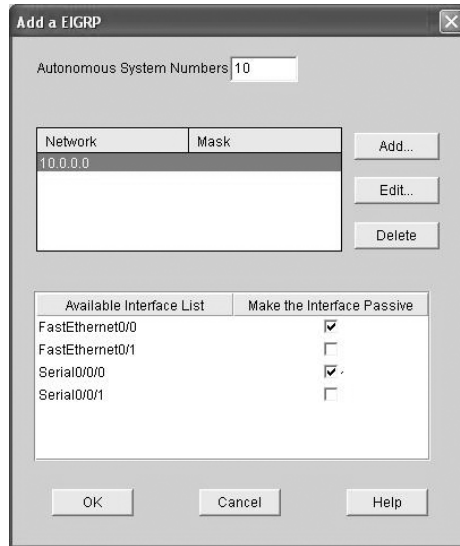 Add a EIGRP
Autonomous System Numbers 10
Network Mask
10.0.0.0
Add...
Edit...
Delete
Available Interface List Make the Interface Passive
FastEthernet0/0
FastEthernet0/1
Serial0/0/0
Serial0/0/1
OK Cancel Help